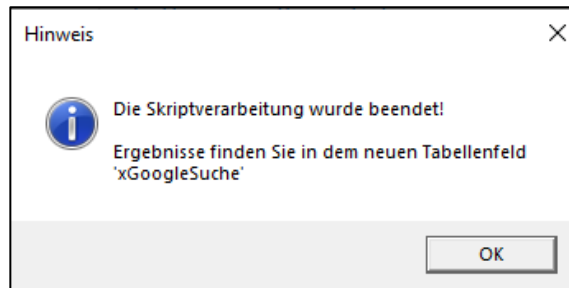 Hinweis
Die Skriptverarbeitung wurde beendet!
Ergebnisse finden Sie in dem neuen Tabellenfeld
'xGoogleSuche'
OK